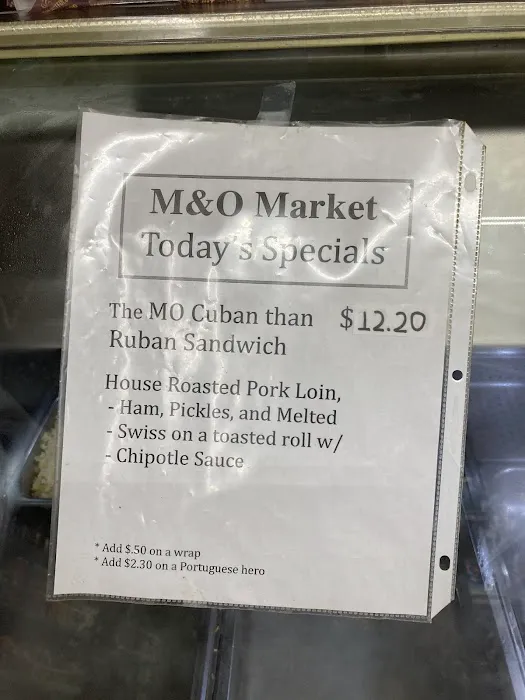 M&O Market
Today's Specials
The MO Cuban than $12.20
Ruban Sandwich
House Roasted Pork Loin,
- Ham, Pickles, and Melted
- Swiss on a toasted roll w/
- Chipotle Sauce
* Add $.50 on a wrap
* Add $2.30 on a Portuguese hero